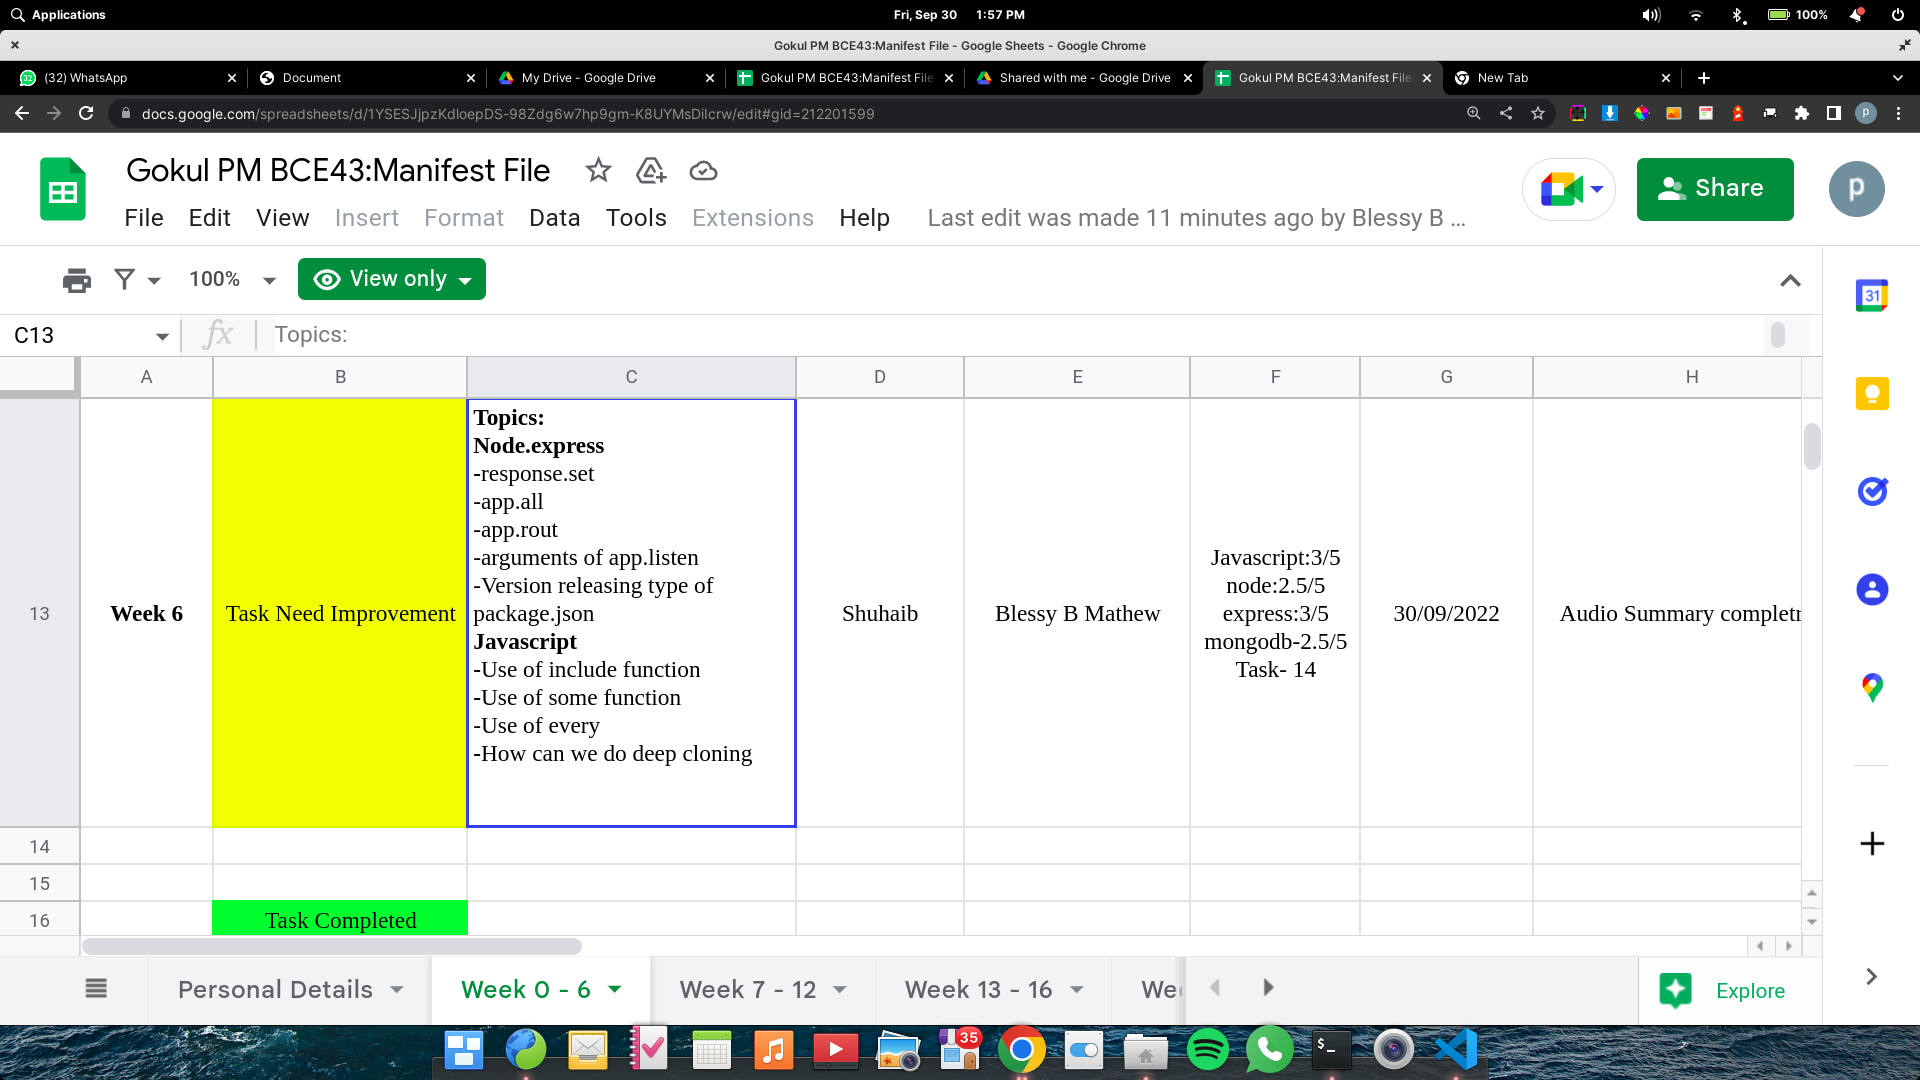 Applications
Fri, Sep 30 1:57 PM
100%
Gokul PM BCE43:Manifest File - Google Sheets - Google Chrome
(32) WhatsApp
Document
My Drive - Google Drive
Gokul PM BCE43:Manifest File
Shared with me - Google Drive
Gokul PM BCE43:Manifest File
New Tab
docs.google.com/spreadsheets/d/1YSESJjpzKdloepDS-98Zdg6w7hp9gm-K8UYMsDiIcrw/edit#gid=212201599
p
Gokul PM BCE43:Manifest File
Share
p
File Edit View Insert Format Data Tools Extensions Help Last edit was made 11 minutes ago by Blessy B …
100% View only
31
C13 fx Topics:
A B C D E F G H
13
Week 6
Task Need Improvement
Topics:
Node.express
-response.set
-app.all
-app.rout
-arguments of app.listen
-Version releasing type of
package.json
Javascript
-Use of include function
-Use of some function
-Use of every
-How can we do deep cloning
Shuhaib
Blessy B Mathew
Javascript:3/5
node:2.5/5
express:3/5
mongodb-2.5/5
Task- 14
30/09/2022
Audio Summary completr
14
15
16 Task Completed
Personal Details Week 0 - 6 Week 7 - 12 Week 13 - 16 We
Explore
35
$_